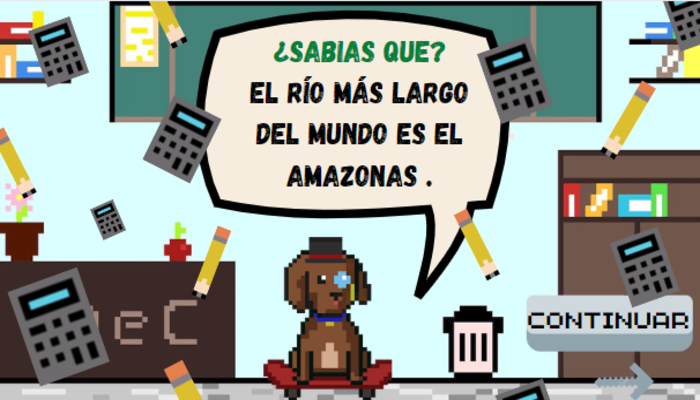 ¿SABIAS QUE?
EL RÍO MÁS LARGO
DEL MUNDO ES EL
AMAZONAS .
CONTINUAR